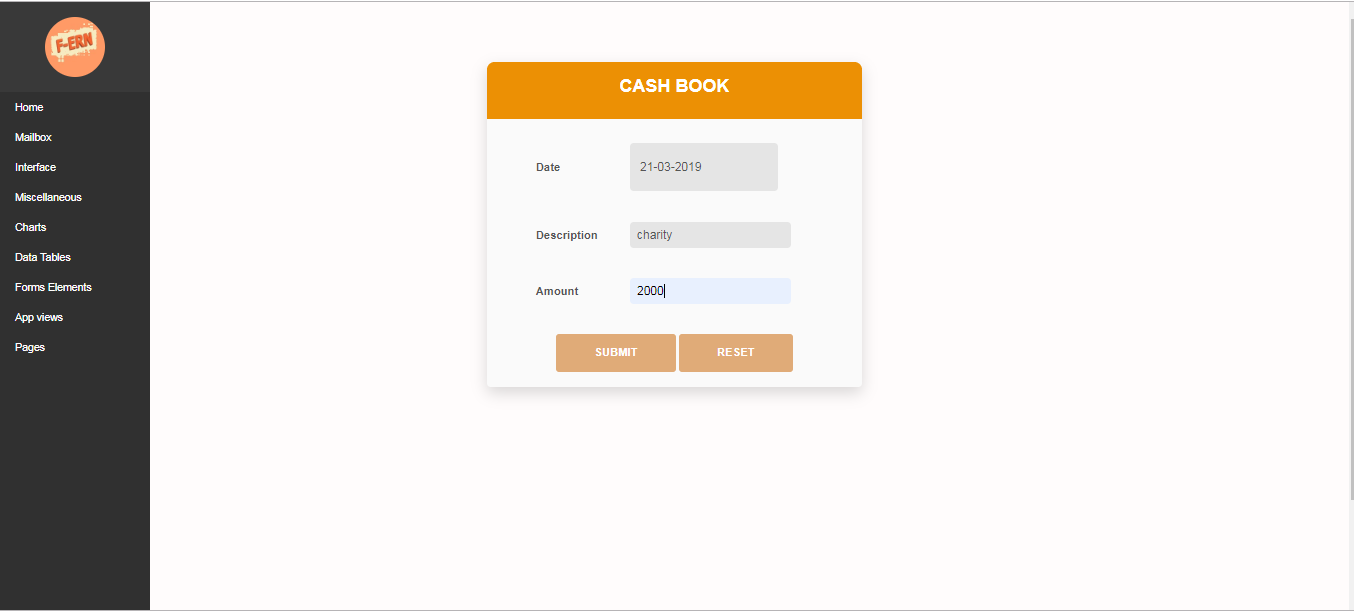 F-ERN
Home
Mailbox
Interface
Miscellaneous
Charts
Data Tables
Forms Elements
App views
Pages
CASH BOOK
Date 21-03-2019
Description charity
Amount 2000
SUBMIT RESET